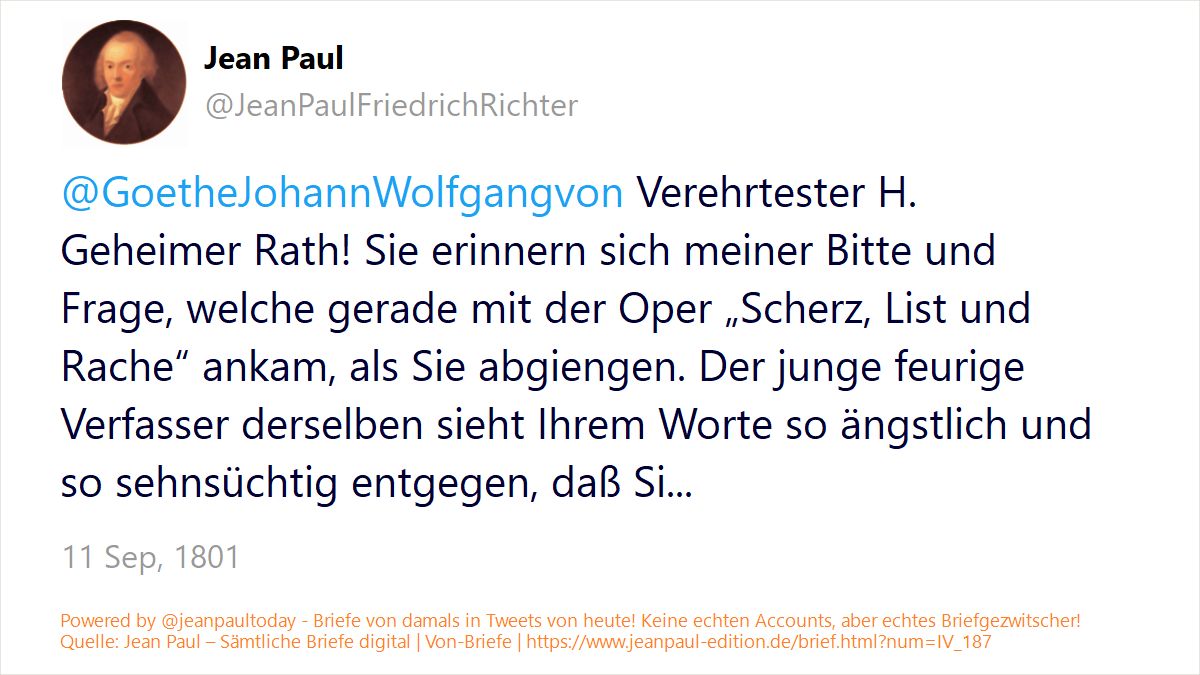 Jean Paul
@JeanPaulFriedrichRichter
@GoetheJohannWolfgangvon Verehrtester H.
Geheimer Rath! Sie erinnern sich meiner Bitte und
Frage, welche gerade mit der Oper „Scherz, List und
Rache“ ankam, als Sie abgiengen. Der junge feurige
Verfasser derselben sieht Ihrem Worte so ängstlich und
so sehnsüchtig entgegen, daß Si...
11 Sep, 1801
Powered by @jeanpaultoday - Briefe von damals in Tweets von heute! Keine echten Accounts, aber echtes Briefgezwitscher!
Quelle: Jean Paul – Sämtliche Briefe digital | Von-Briefe | https://www.jeanpaul-edition.de/brief.html?num=IV_187